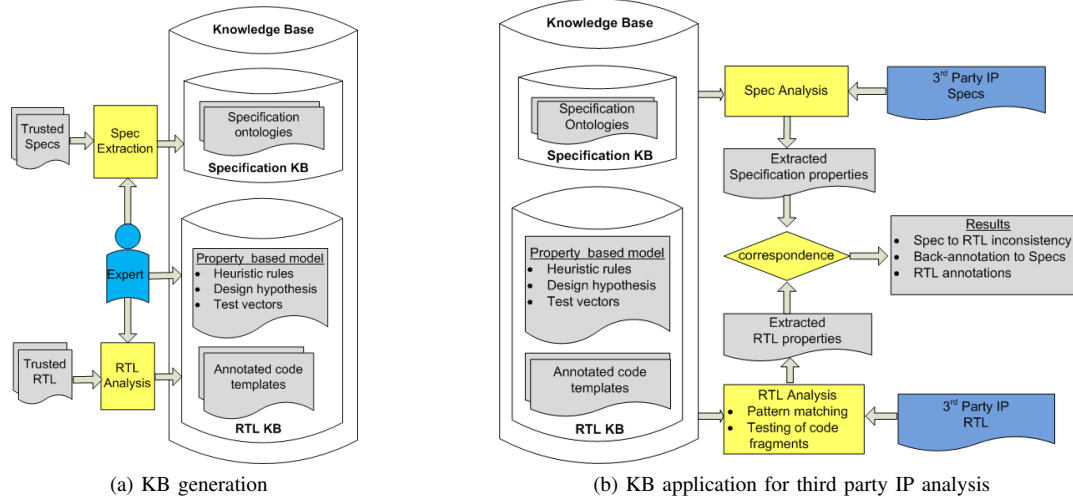 Knowledge Base
Trusted
Specs
Spec
Extraction
Specification
ontologies
Specification KB
Expert
Property based model
• Heuristic rules
• Design hypothesis
• Test vectors
Trusted
RTL
RTL
Analysis
Annotated code
templates
RTL KB
(a) KB generation
Knowledge Base
Specification
Ontologies
Specification KB
Property based model
• Heuristic rules
• Design hypothesis
• Test vectors
Annotated code
templates
RTL KB
Spec Analysis
3rd Party IP
Specs
Extracted
Specification properties
correspondence
Results
• Spec to RTL inconsistency
• Back-annotation to Specs
• RTL annotations
Extracted
RTL properties
RTL Analysis
• Pattern matching
• Testing of code
fragments
3rd Party IP
RTL
(b) KB application for third party IP analysis